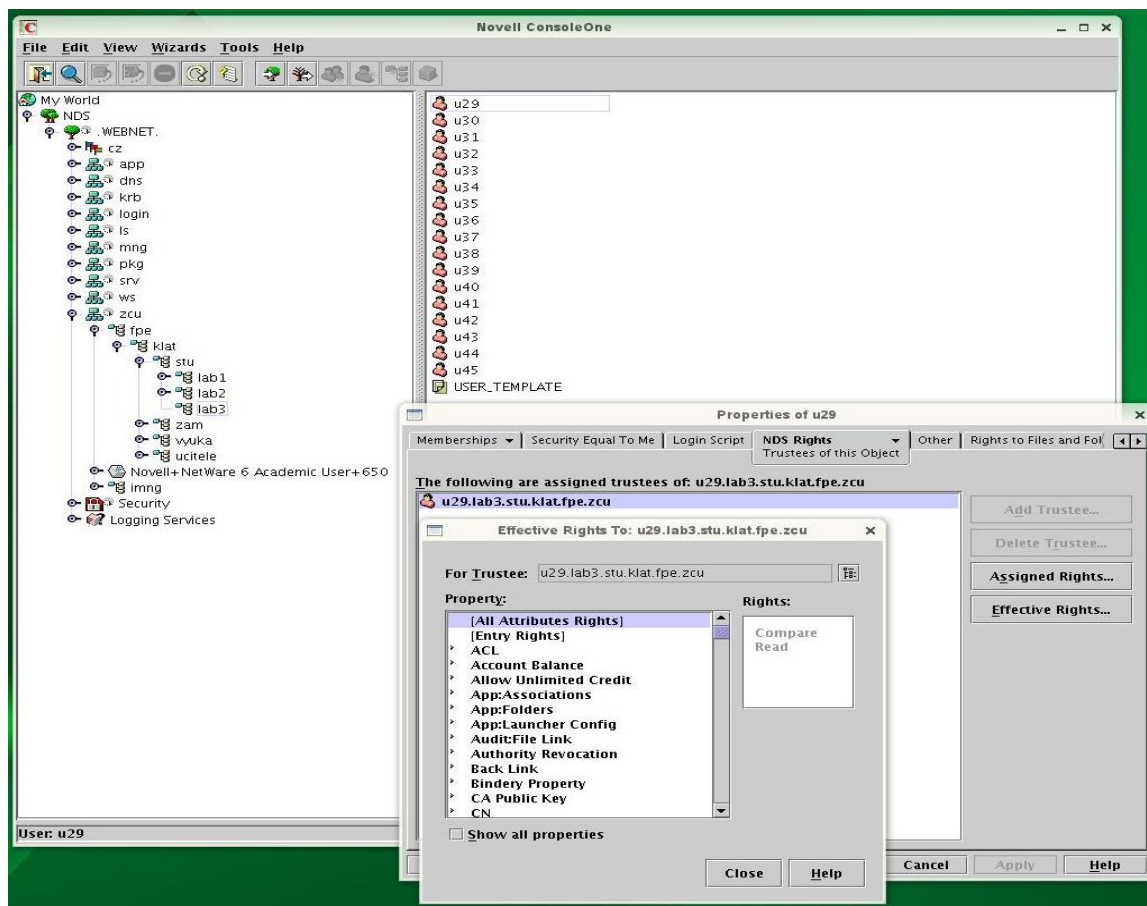 Novell ConsoleOne
File Edit View Wizards Tools Help
My World
NDS
.WEBNET.
cz
app
dns
krb
login
ls
mng
pkg
srv
ws
zcu
fpe
klat
stu
lab1
lab2
lab3
zam
vyuka
ucitele
Novell+NetWare 6 Academic User+650
imng
Security
Logging Services
User: u29
u29
u30
u31
u32
u33
u34
u35
u36
u37
u38
u39
u40
u41
u42
u43
u44
u45
USER_TEMPLATE
Properties of u29
Memberships Security Equal To Me Login Script NDS Rights Other Rights to Files and Fol
Trustees of this Object
The following are assigned trustees of: u29.lab3.stu.klat.fpe.zcu
u29.lab3.stu.klat.fpe.zcu
Add Trustee...
Delete Trustee...
Assigned Rights...
Effective Rights...
Effective Rights To: u29.lab3.stu.klat.fpe.zcu
For Trustee: u29.lab3.stu.klat.fpe.zcu
Property: Rights:
[All Attributes Rights]
[Entry Rights]
ACL
Account Balance
Allow Unlimited Credit
App:Associations
App:Folders
App:Launcher Config
Audit:File Link
Authority Revocation
Back Link
Bindery Property
CA Public Key
CN
Compare
Read
Show all properties
Close Help
Cancel Apply Help